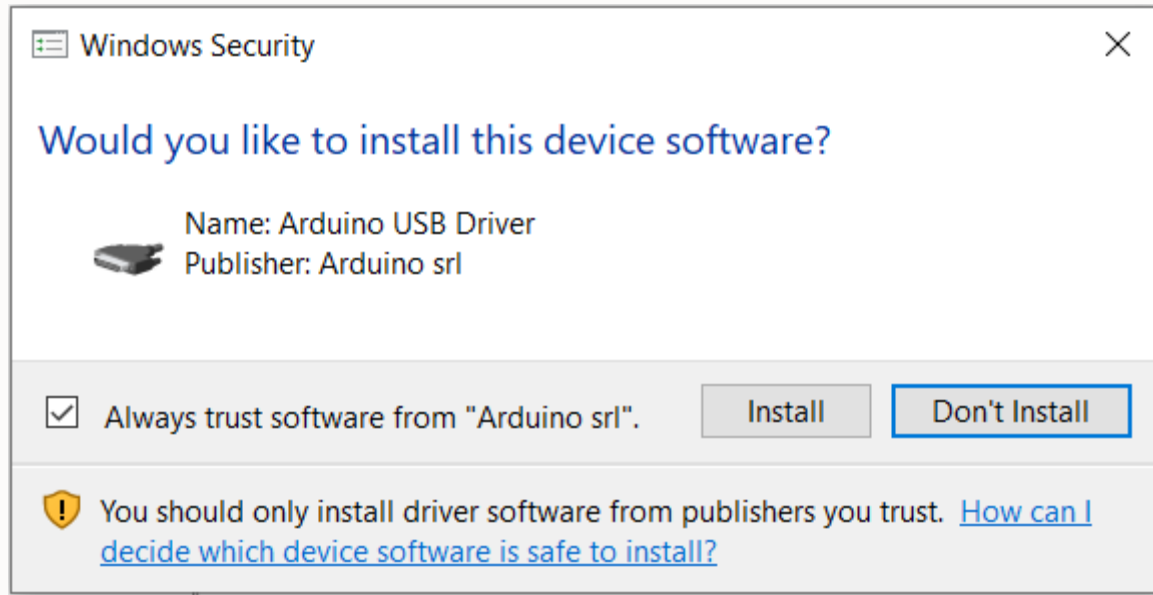 Windows Security
Would you like to install this device software?
Name: Arduino USB Driver
Publisher: Arduino srl
Always trust software from "Arduino srl".
Install
Don't Install
You should only install driver software from publishers you trust. How can I
decide which device software is safe to install?